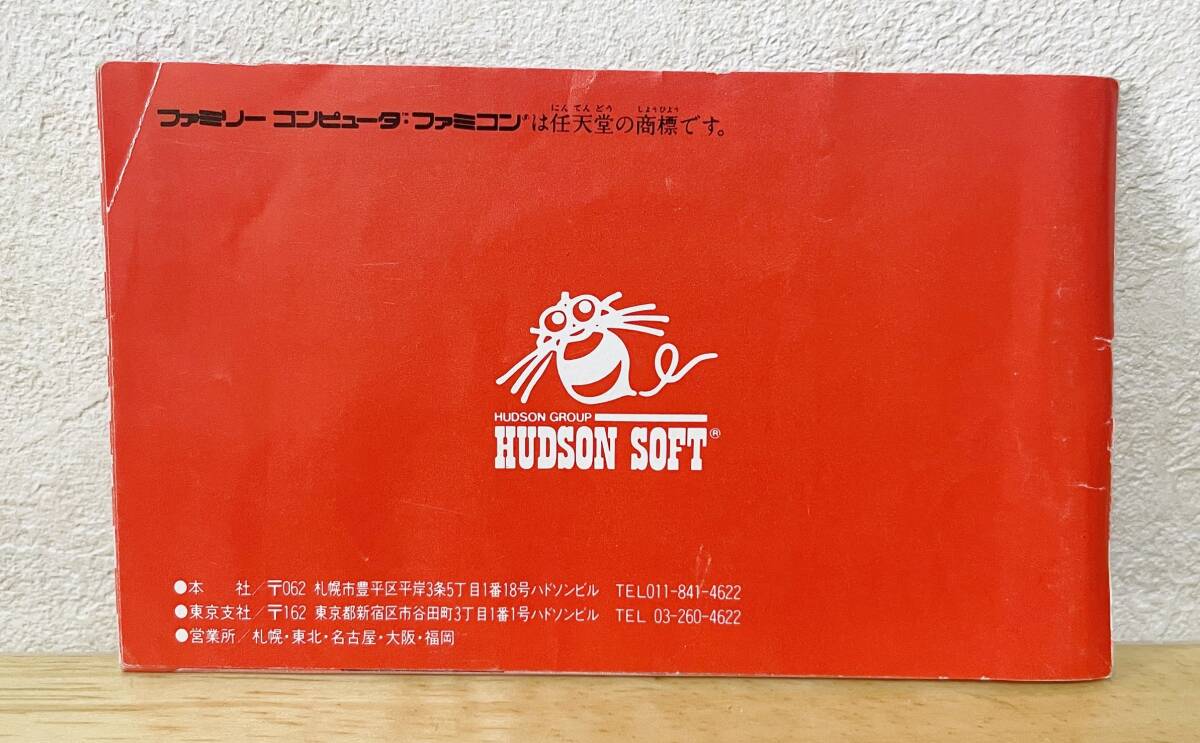 ファミリー コンピュータ:ファミコン®は任天堂の商標です。
にんてんどう しょうひょう
HUDSON GROUP
HUDSON SOFT®
●本 社/〒062 札幌市豊平区平岸3条5丁目1番18号ハドソンビル TEL011-841-4622
●東京支社/〒162 東京都新宿区市谷田町3丁目1番1号ハドソンビル TEL 03-260-4622
●営業所/札幌・東北・名古屋・大阪・福岡